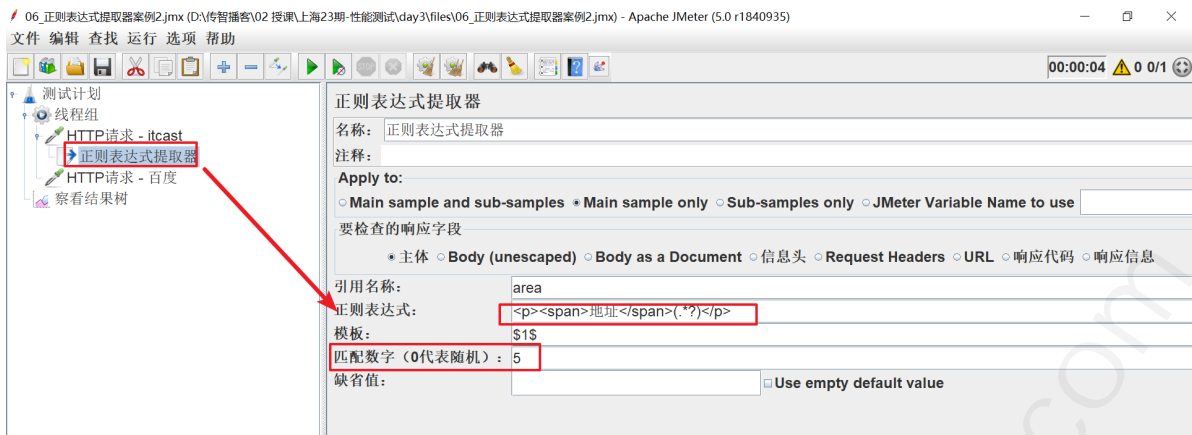 06_正则表达式提取器案例2.jmx (D:\传智播客\02 授课\上海23期-性能测试\day3\files\06_正则表达式提取器案例2.jmx) - Apache JMeter (5.0 r1840935)
文件 编辑 查找 运行 选项 帮助
00:00:04 0 0/1
测试计划
线程组
HTTP请求 - itcast
正则表达式提取器
HTTP请求 - 百度
察看结果树
正则表达式提取器
名称: 正则表达式提取器
注释:
Apply to:
Main sample and sub-samples Main sample only Sub-samples only JMeter Variable Name to use
要检查的响应字段
主体 Body (unescaped) Body as a Document 信息头 Request Headers URL 响应代码 响应信息
引用名称: area
正则表达式: <p><span>地址</span>(.*?)</p>
模板: $1$
匹配数字（0代表随机）: 5
缺省值: Use empty default value
com